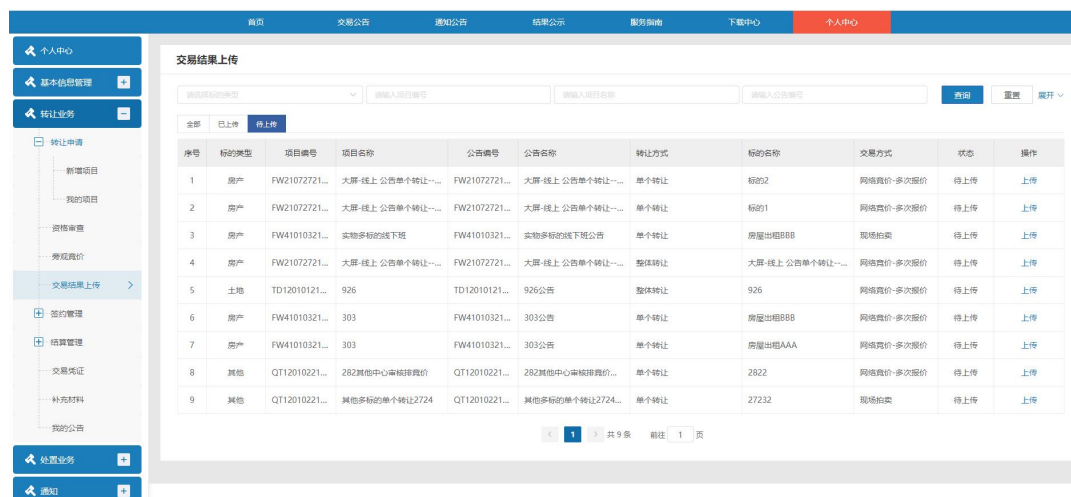 首页 交易公告 通知公告 结果公示 服务指南 下载中心 个人中心
个人中心
基本信息管理
转让业务
转让申请
新增项目
我的项目
资格审查
旁观竞价
交易结果上传
签约管理
结算管理
交易凭证
补充材料
我的公告
处置业务
通知
交易结果上传
请选择标的类型 请输入项目编号 请输入项目名称 请输入公告编号 查询 重置 展开
全部 已上传 待上传
序号 标的类型 项目编号 项目名称 公告编号 公告名称 转让方式 标的名称 交易方式 状态 操作
1 房产 FW21072721... 大屏-线上 公告单个转让--... FW21072721... 大屏-线上 公告单个转让--... 单个转让 标的2 网络竞价-多次报价 待上传 上传
2 房产 FW21072721... 大屏-线上 公告单个转让--... FW21072721... 大屏-线上 公告单个转让--... 单个转让 标的1 网络竞价-多次报价 待上传 上传
3 房产 FW41010321... 实物多标的线下班 FW41010321... 实物多标的线下班公告 单个转让 房屋出租BBB 现场拍卖 待上传 上传
4 房产 FW21072721... 大屏-线上 公告单个转让--... FW21072721... 大屏-线上 公告单个转让--... 整体转让 大屏-线上 公告单个转让--... 网络竞价-多次报价 待上传 上传
5 土地 TD12010121... 926 TD12010121... 926公告 整体转让 926 网络竞价-多次报价 待上传 上传
6 房产 FW41010321... 303 FW41010321... 303公告 单个转让 房屋出租BBB 网络竞价-多次报价 待上传 上传
7 房产 FW41010321... 303 FW41010321... 303公告 单个转让 房屋出租AAA 网络竞价-多次报价 待上传 上传
8 其他 QT12010221... 282其他中心审核排竞价 QT12010221... 282其他中心审核排竞价... 单个转让 2822 网络竞价-多次报价 待上传 上传
9 其他 QT12010221... 其他多标的单个转让2724 QT12010221... 其他多标的单个转让2724... 单个转让 27232 现场拍卖 待上传 上传
1 共9条 前往 1 页